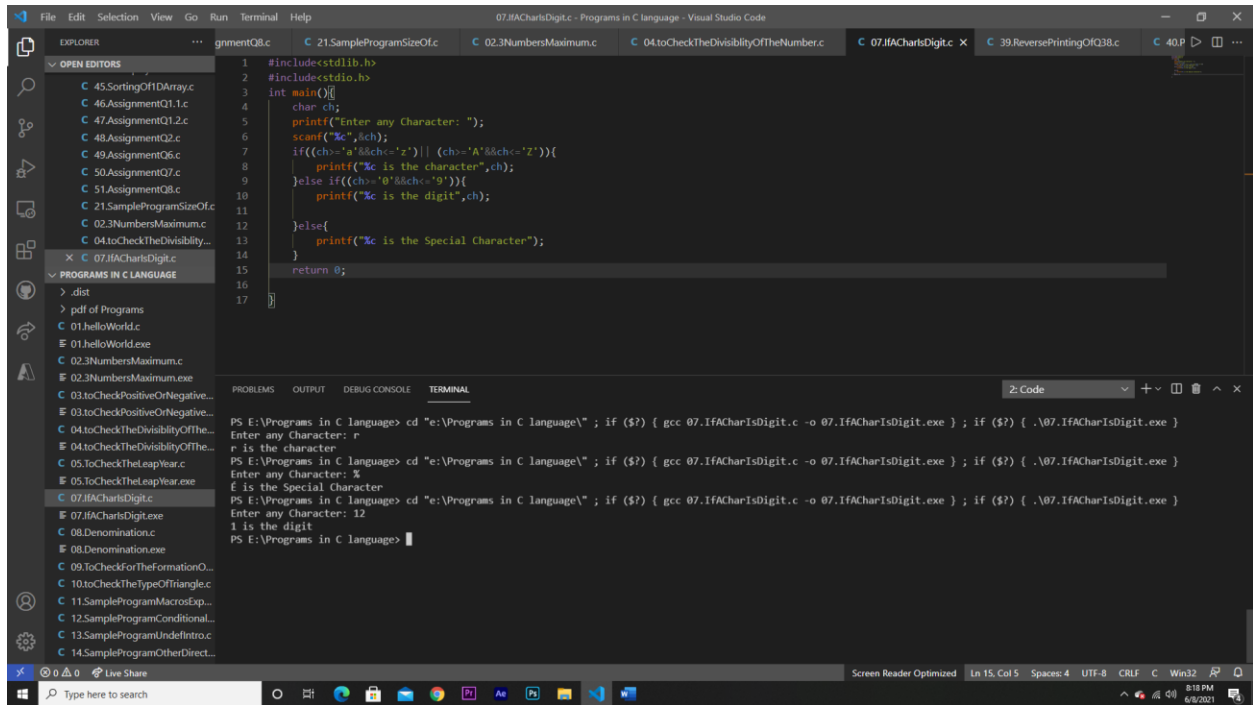 File Edit Selection View Go Run Terminal Help
07.IfACharIsDigit.c - Programs in C language - Visual Studio Code
EXPLORER
gnmentQ8.c
21.SampleProgramSizeOf.c
02.3NumbersMaximum.c
04.toCheckTheDivisiblityOfTheNumber.c
07.IfACharIsDigit.c
39.ReversePrintingOfQ38.c
40.P
OPEN EDITORS
45.SortingOf1DArray.c
46.AssignmentQ1.1.c
47.AssignmentQ1.2.c
48.AssignmentQ2.c
49.AssignmentQ6.c
50.AssignmentQ7.c
51.AssignmentQ8.c
21.SampleProgramSizeOf.c
02.3NumbersMaximum.c
04.toCheckTheDivisiblity...
07.IfACharIsDigit.c
PROGRAMS IN C LANGUAGE
.dist
pdf of Programs
01.helloWorld.c
01.helloWorld.exe
02.3NumbersMaximum.c
02.3NumbersMaximum.exe
03.toCheckPositiveOrNegative...
03.toCheckPositiveOrNegative...
04.toCheckTheDivisiblityOfThe...
04.toCheckTheDivisiblityOfThe...
05.ToCheckTheLeapYear.c
05.ToCheckTheLeapYear.exe
07.IfACharIsDigit.c
07.IfACharIsDigit.exe
08.Denomination.c
08.Denomination.exe
09.ToCheckForTheFormationO...
10.toCheckTheTypeOfTriangle.c
11.SampleProgramMacrosExp...
12.SampleProgramConditional...
13.SampleProgramUndefIntro.c
14.SampleProgramOtherDirect...
1 #include<stdlib.h>
2 #include<stdio.h>
3 int main(){
4 char ch;
5 printf("Enter any Character: ");
6 scanf("%c",&ch);
7 if((ch>='a'&&ch<='z')|| (ch>='A'&&ch<='Z')){
8 printf("%c is the character",ch);
9 }else if((ch>='0'&&ch<='9')){
10 printf("%c is the digit",ch);
11
12 }else{
13 printf("%c is the Special Character");
14 }
15 return 0;
16
17 }
PROBLEMS OUTPUT DEBUG CONSOLE TERMINAL
2: Code
PS E:\Programs in C language> cd "e:\Programs in C language\" ; if ($?) { gcc 07.IfACharIsDigit.c -o 07.IfACharIsDigit.exe } ; if ($?) { .\07.IfACharIsDigit.exe }
Enter any Character: r
r is the character
PS E:\Programs in C language> cd "e:\Programs in C language\" ; if ($?) { gcc 07.IfACharIsDigit.c -o 07.IfACharIsDigit.exe } ; if ($?) { .\07.IfACharIsDigit.exe }
Enter any Character: %
É is the Special Character
PS E:\Programs in C language> cd "e:\Programs in C language\" ; if ($?) { gcc 07.IfACharIsDigit.c -o 07.IfACharIsDigit.exe } ; if ($?) { .\07.IfACharIsDigit.exe }
Enter any Character: 12
1 is the digit
PS E:\Programs in C language>
0 0 Live Share
Screen Reader Optimized Ln 15, Col 5 Spaces: 4 UTF-8 CRLF C Win32
Type here to search
8:18 PM
6/8/2021